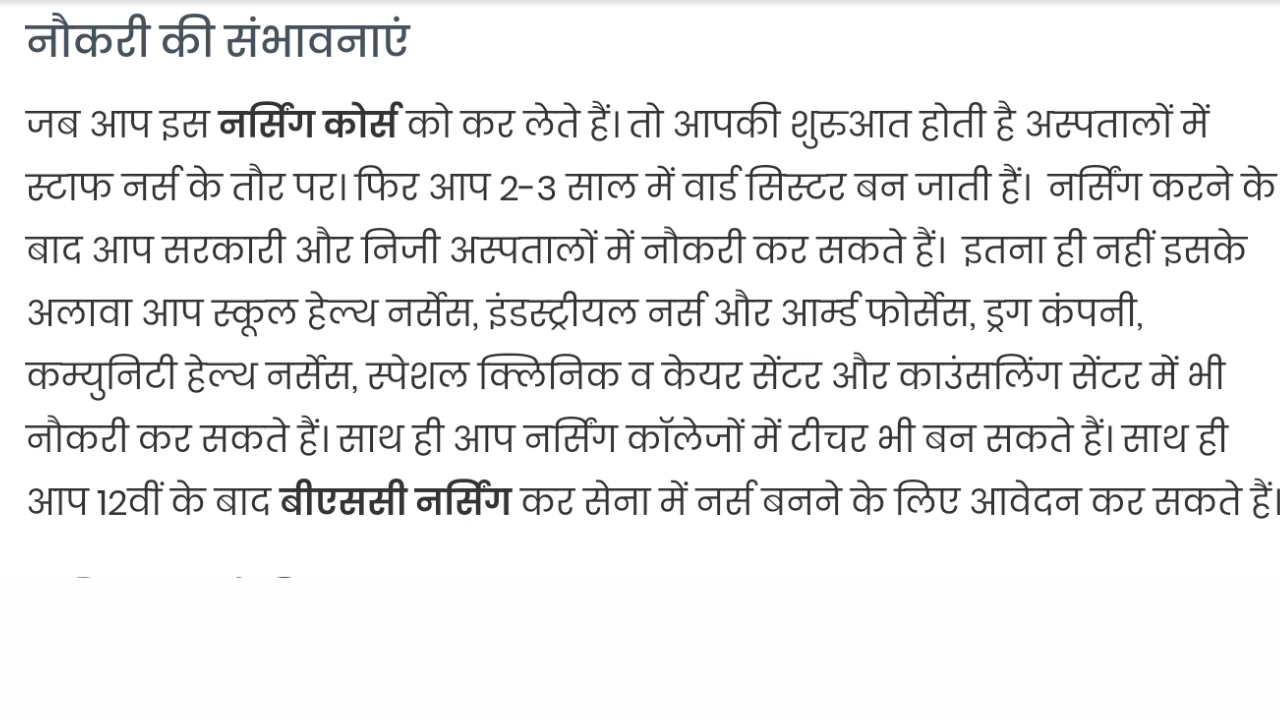 नौकरी की संभावनाएं
जब आप इस नर्सिंग कोर्स को कर लेते हैं। तो आपकी शुरुआत होती है अस्पतालों में
स्टाफ नर्स के तौर पर। फिर आप 2-3 साल में वार्ड सिस्टर बन जाती हैं। नर्सिंग करने के
बाद आप सरकारी और निजी अस्पतालों में नौकरी कर सकते हैं। इतना ही नहीं इसके
अलावा आप स्कूल हेल्थ नर्सेस, इंडस्ट्रीयल नर्स और आर्म्ड फोर्सेस, ड्रग कंपनी,
कम्युनिटी हेल्थ नर्सेस, स्पेशल क्लिनिक व केयर सेंटर और काउंसलिंग सेंटर में भी
नौकरी कर सकते हैं। साथ ही आप नर्सिंग कॉलेजों में टीचर भी बन सकते हैं। साथ ही
आप 12वीं के बाद बीएससी नर्सिंग कर सेना में नर्स बनने के लिए आवेदन कर सकते हैं।